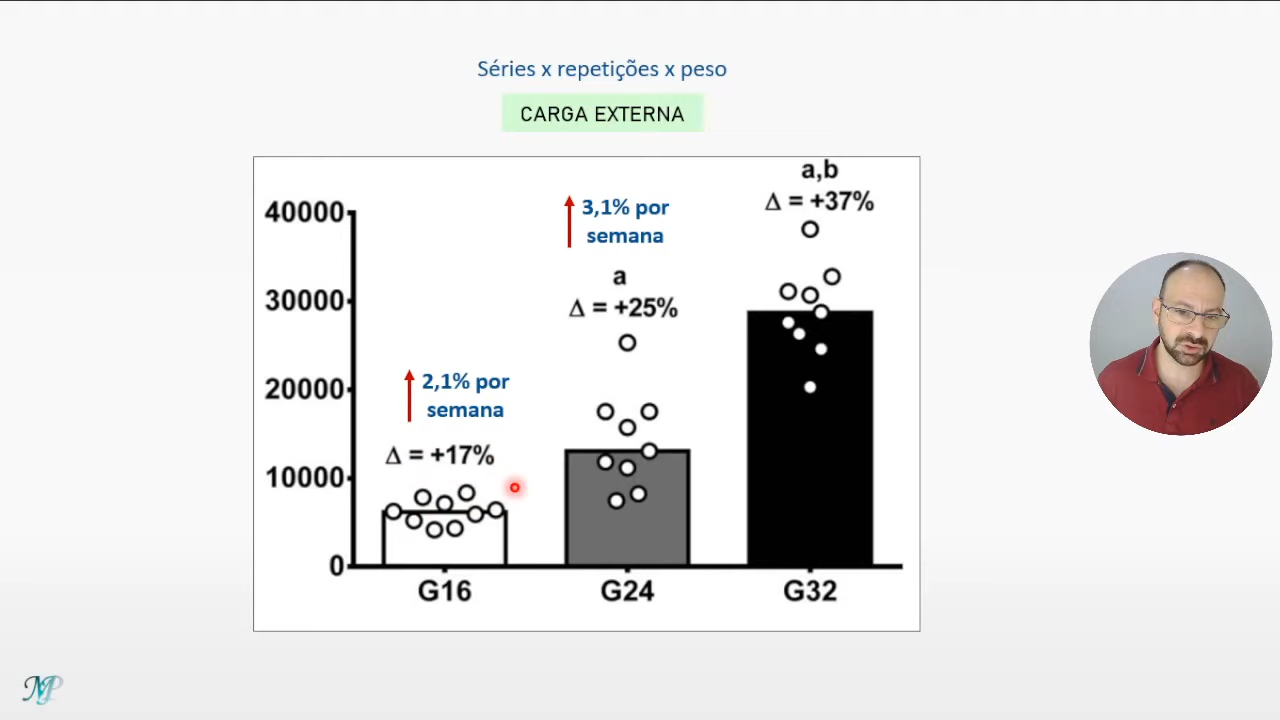 Séries x repetições x peso
CARGA EXTERNA
a,b
Δ = +37%
3,1% por
semana
a
Δ = +25%
2,1% por
semana
Δ = +17%
40000
30000
20000
10000
0
G16
G24
G32
MP